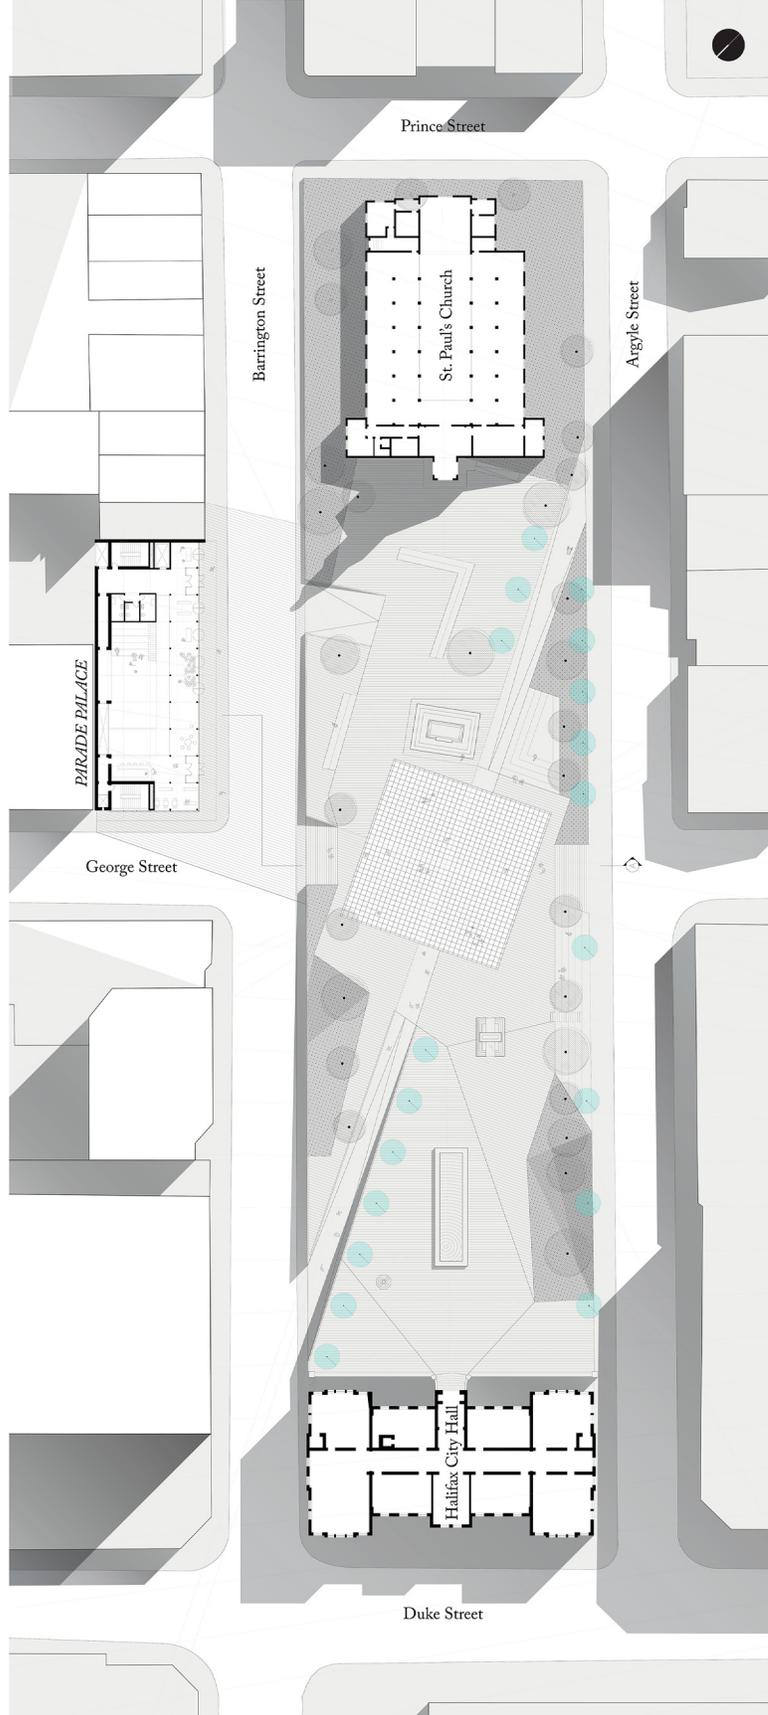 Prince Street
Barrington Street
St. Paul's Church
Argyle Street
PARADE PALACE
George Street
Halifax City Hall
Duke Street